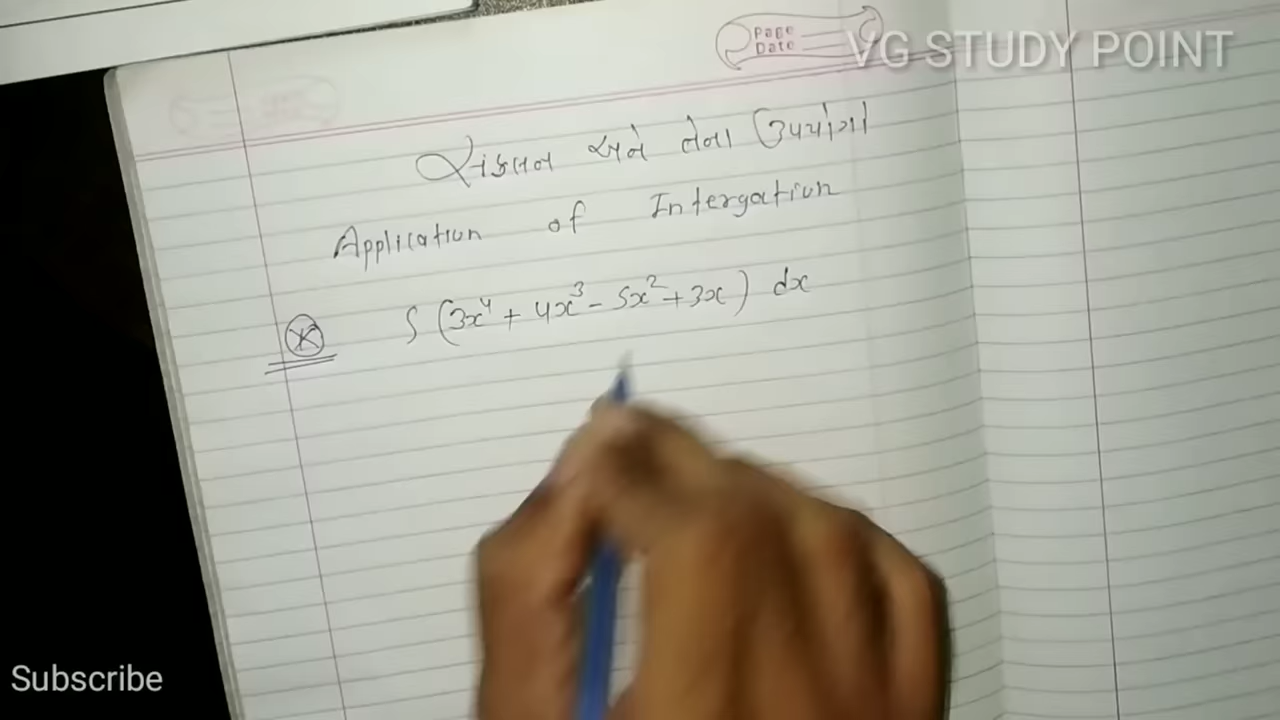 Page
Date
VG STUDY POINT
સંકલન અને તેના ઉપયોગો
Application of Intergation
∫ (3x⁴ + 4x³ - 5x² + 3x) dx
Subscribe